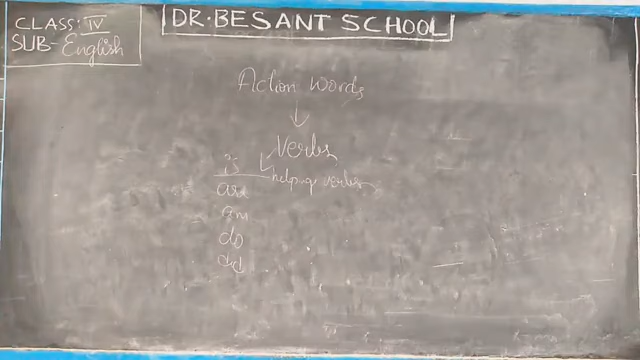 CLASS: IV
SUB- English
DR. BESANT SCHOOL
Action Words
Verbs
is
helping verbs
are
am
do
did